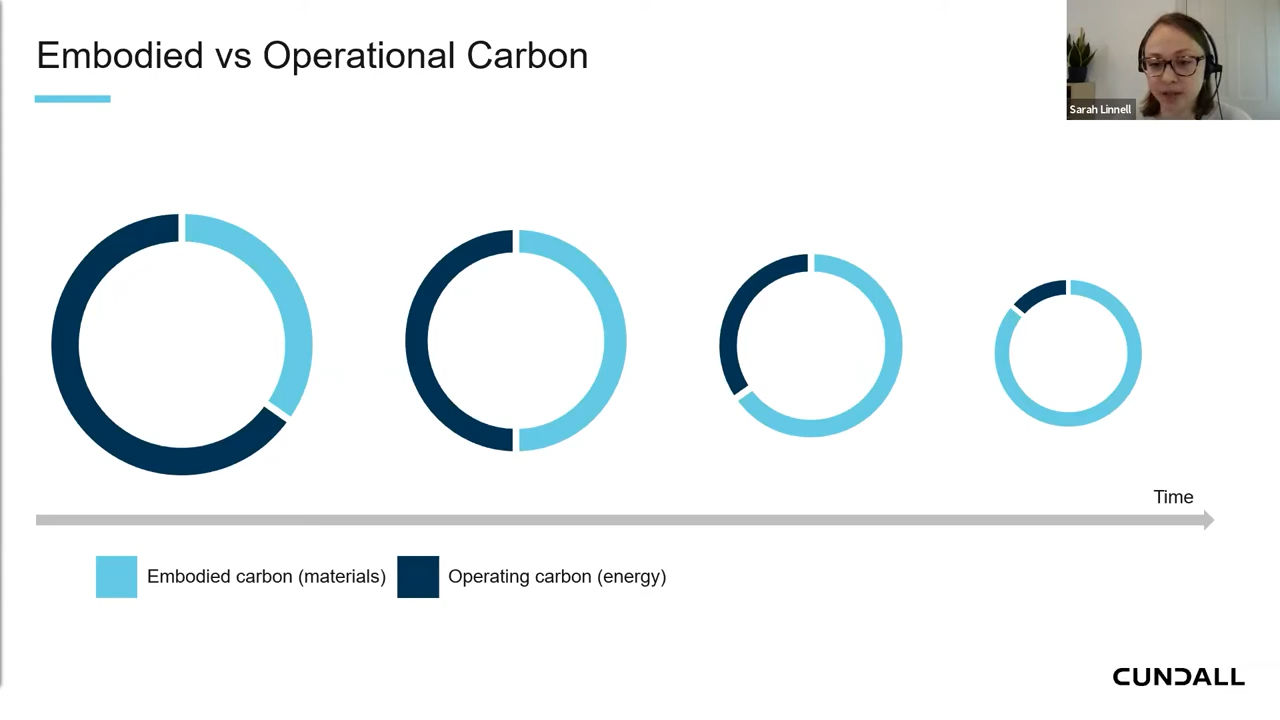 Embodied vs Operational Carbon
Sarah Linnell
Time
Embodied carbon (materials)
Operating carbon (energy)
CUNDALL